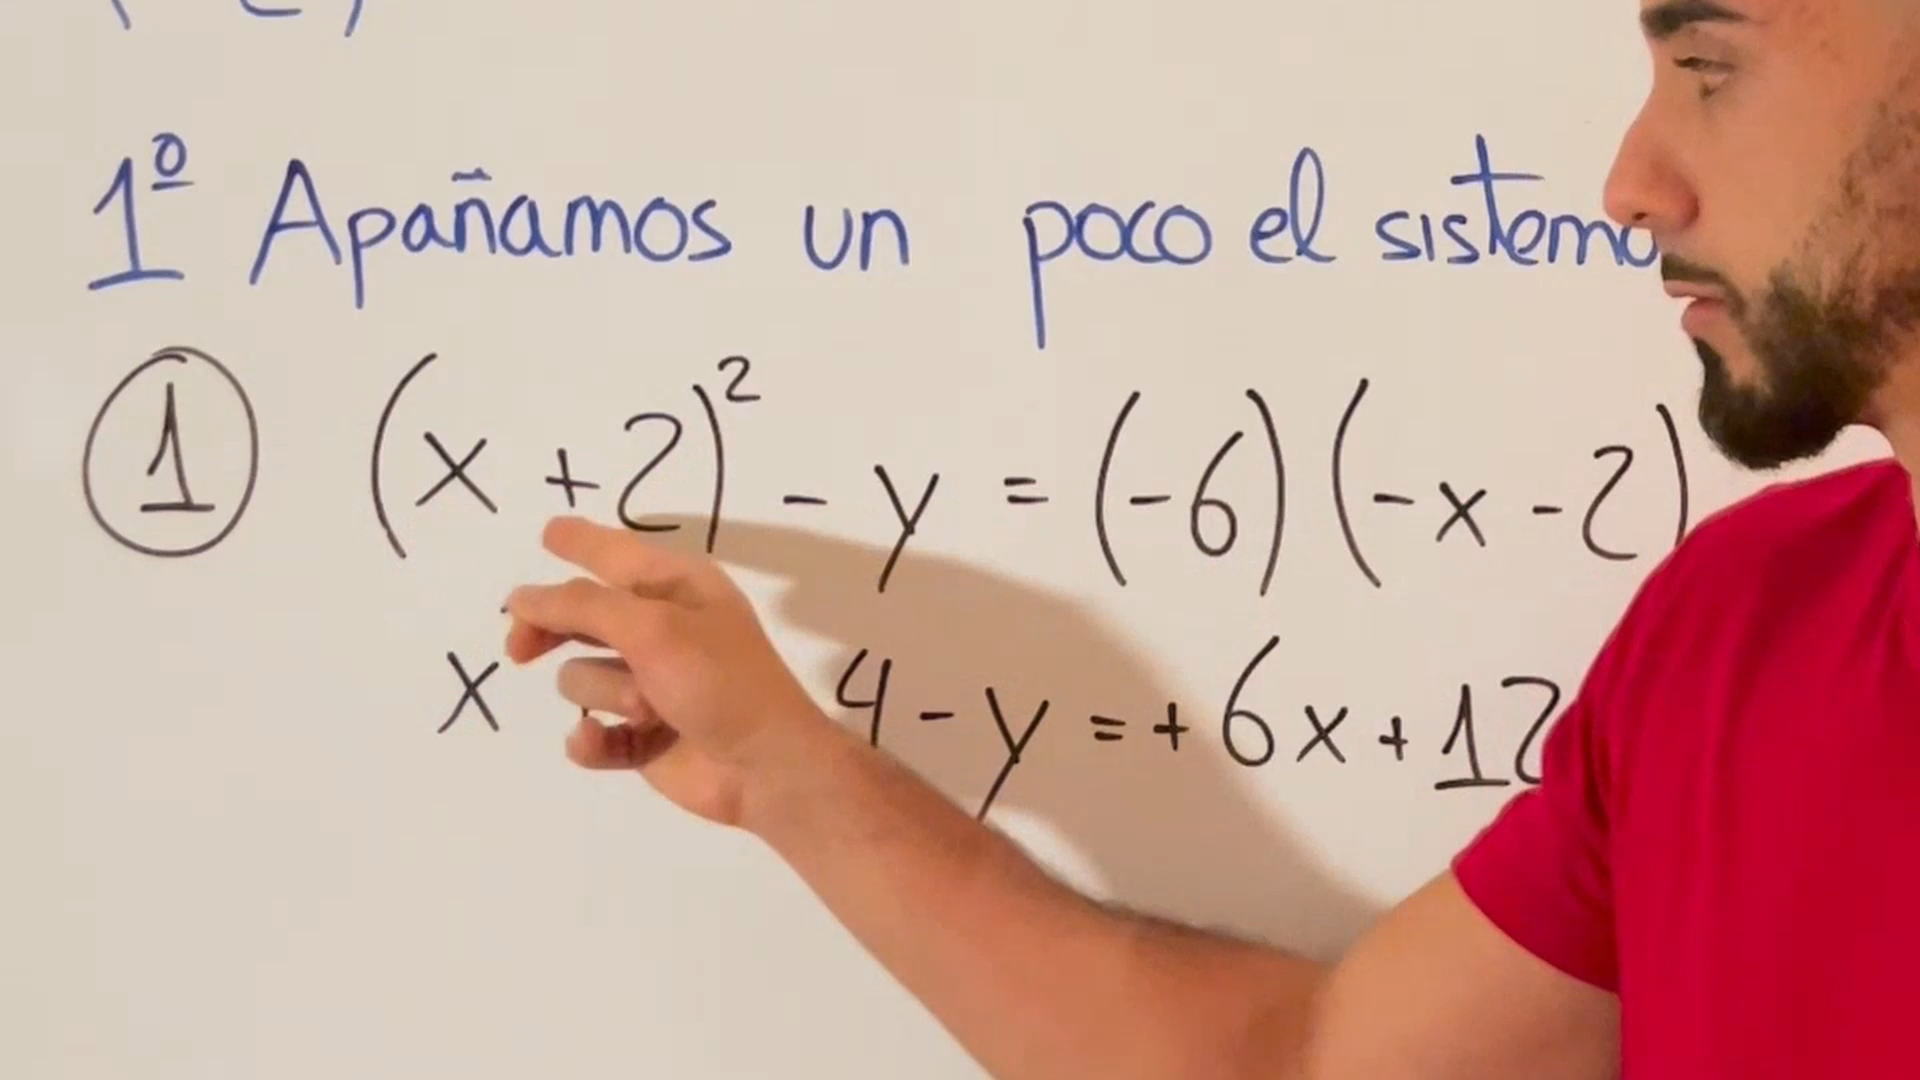 1º Apañamos un poco el sistema
① (x + 2)² - y = (-6)(-x - 2)
x 4 - y = + 6x + 12